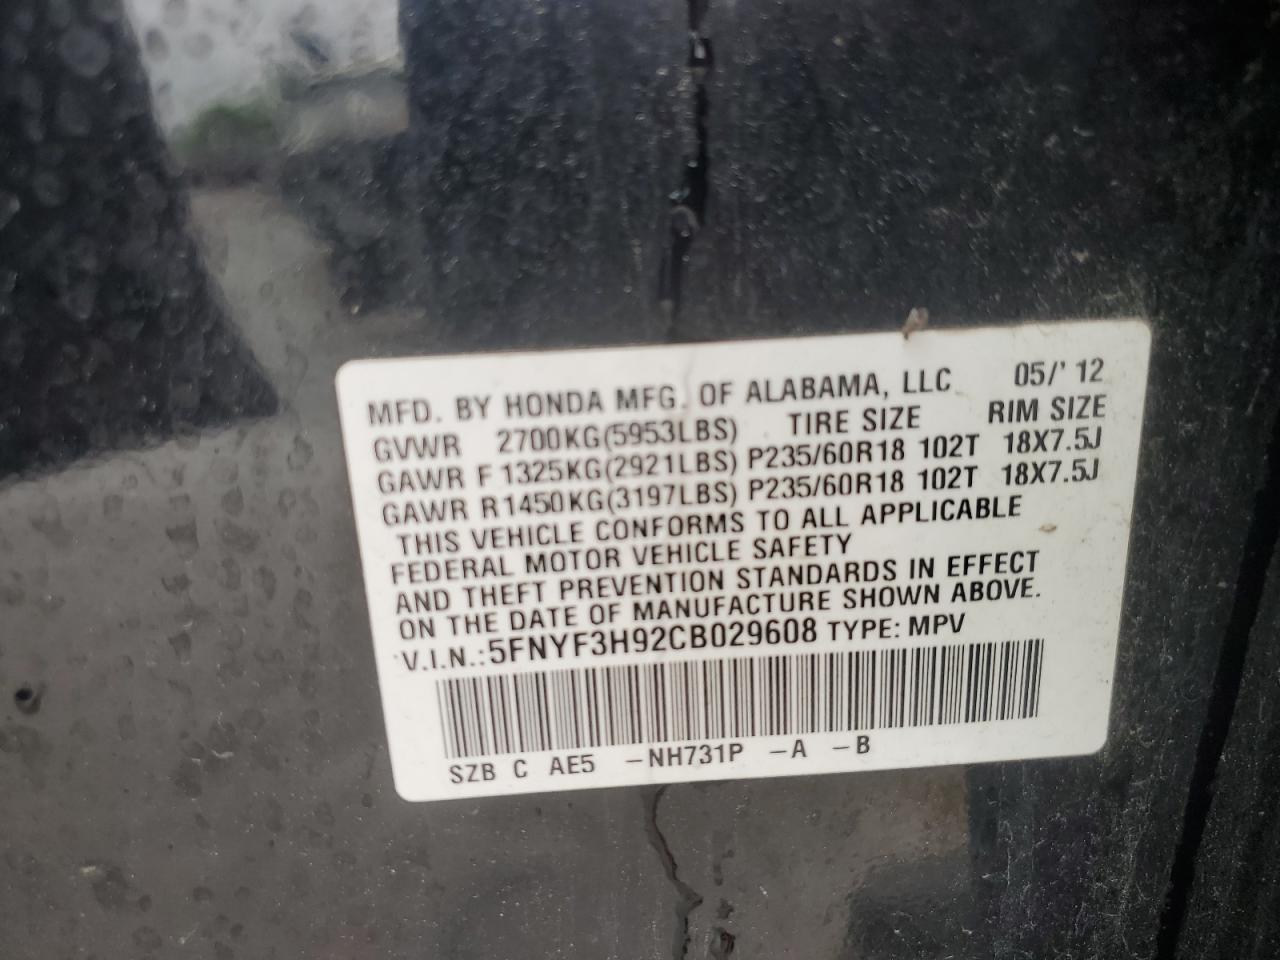 MFD. BY HONDA MFG. OF ALABAMA, LLC 05/' 12
GVWR 2700KG(5953LBS) TIRE SIZE RIM SIZE
GAWR F 1325KG(2921LBS) P235/60R18 102T 18X7.5J
GAWR R1450KG(3197LBS) P235/60R18 102T 18X7.5J
THIS VEHICLE CONFORMS TO ALL APPLICABLE
FEDERAL MOTOR VEHICLE SAFETY
AND THEFT PREVENTION STANDARDS IN EFFECT
ON THE DATE OF MANUFACTURE SHOWN ABOVE.
V.I.N.:5FNYF3H92CB029608 TYPE: MPV
SZB C AE5 -NH731P -A -B